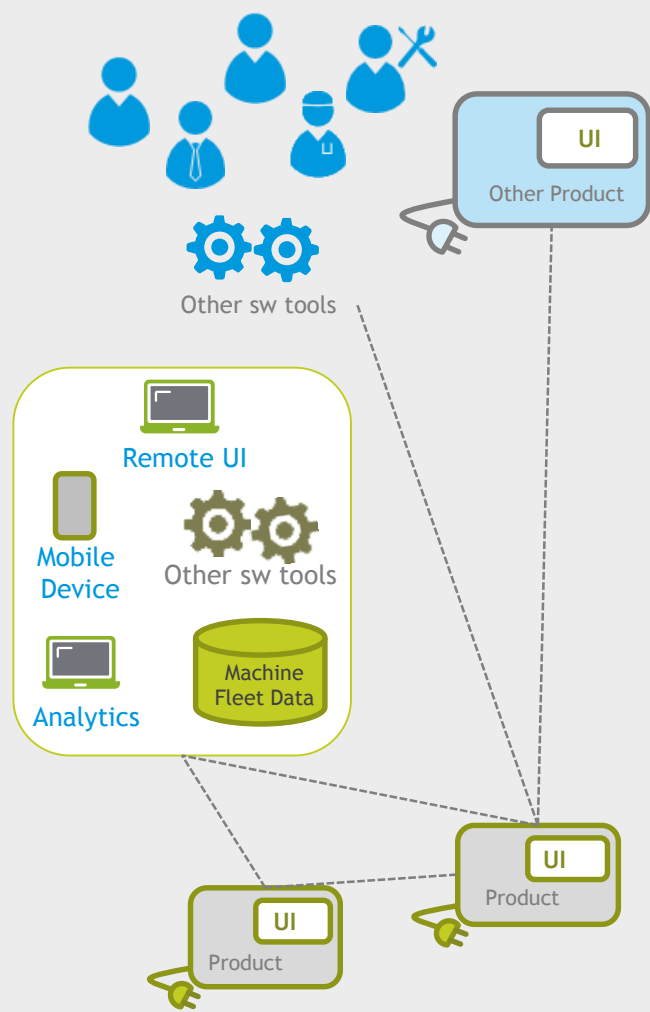 UI
Other Product
Other sw tools
Remote UI
Mobile
Device
Other sw tools
Analytics
Machine
Fleet Data
UI
Product
UI
Product